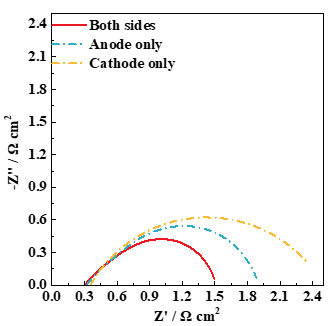 2.4
2.1
1.8
1.5
1.2
0.9
0.6
0.3
0.0
-Z'' / Ω cm²
Both sides
Anode only
Cathode only
0.0 0.3 0.6 0.9 1.2 1.5 1.8 2.1 2.4
Z' / Ω cm²